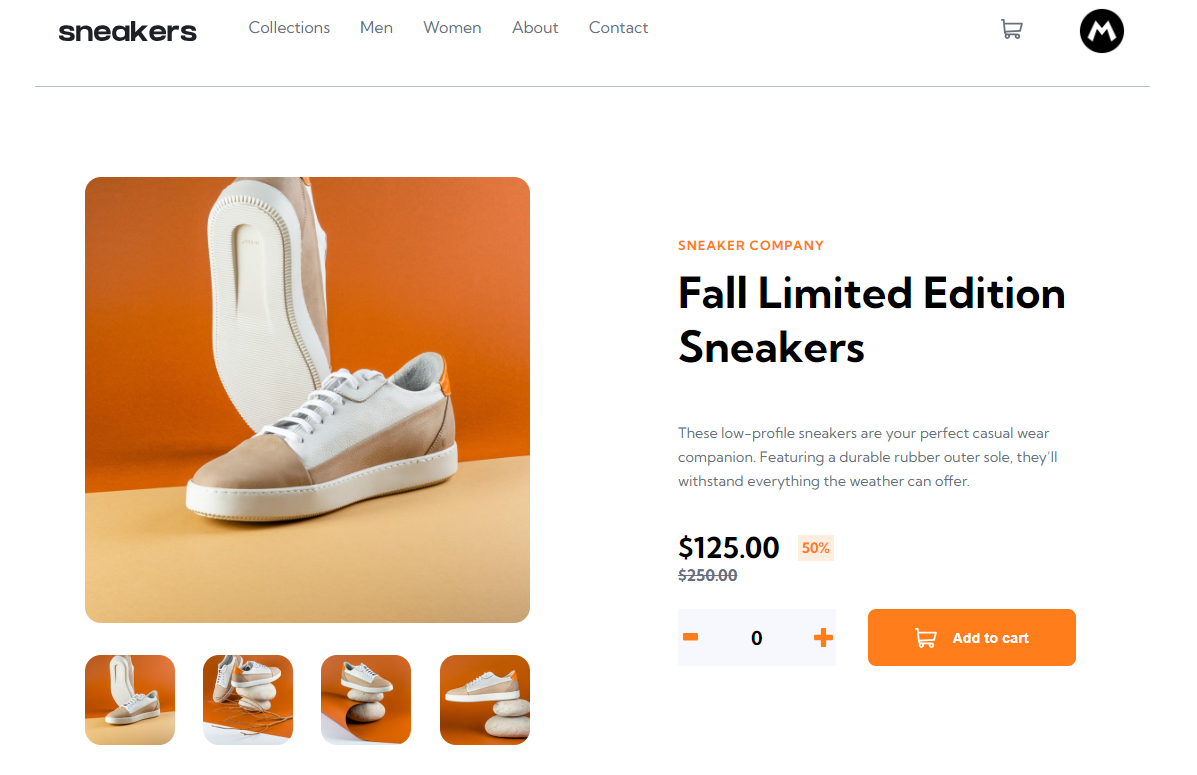 sneakers
Collections
Men
Women
About
Contact
SNEAKER COMPANY
Fall Limited Edition
Sneakers
These low-profile sneakers are your perfect casual wear
companion. Featuring a durable rubber outer sole, they'll
withstand everything the weather can offer.
$125.00 50%
$250.00
0
Add to cart